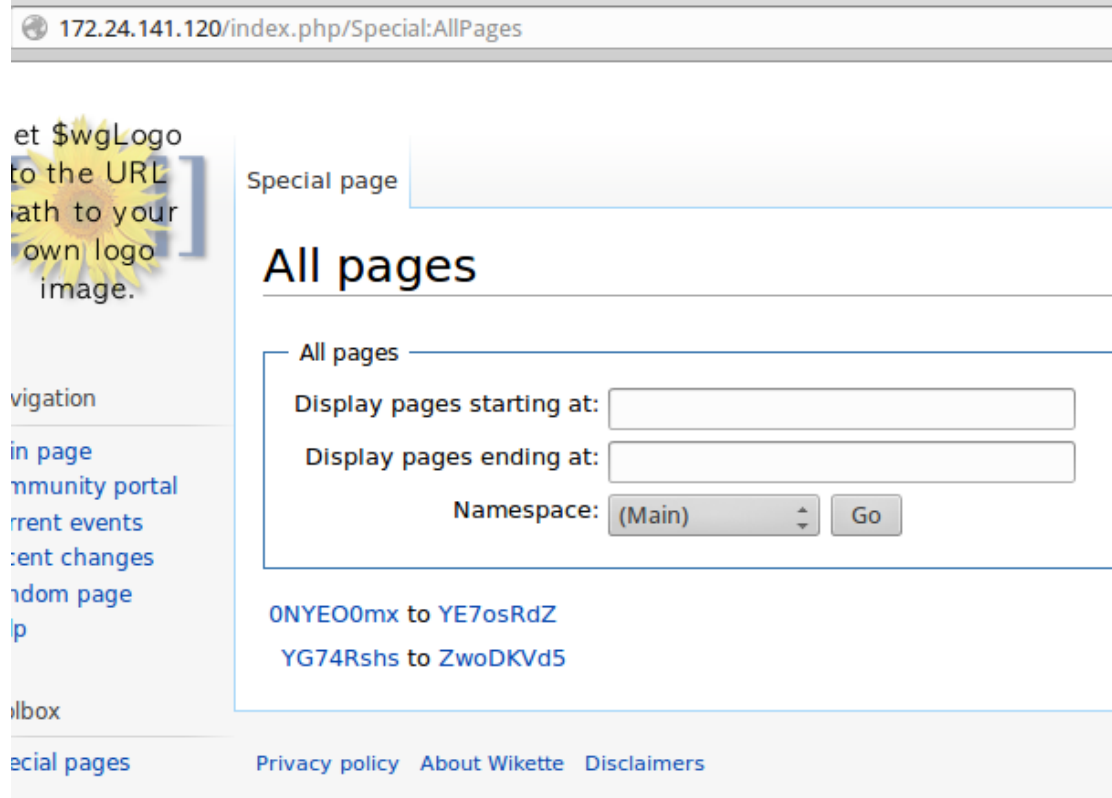 172.24.141.120/index.php/Special:AllPages
et $wgLogo
to the URL
ath to your
own logo
image.
Special page
All pages
All pages
Display pages starting at:
Display pages ending at:
Namespace: (Main) Go
0NYEO0mx to YE7osRdZ
YG74Rshs to ZwoDKVd5
vigation
in page
mmunity portal
rrent events
cent changes
ndom page
lp
olbox
ecial pages
Privacy policy About Wikette Disclaimers